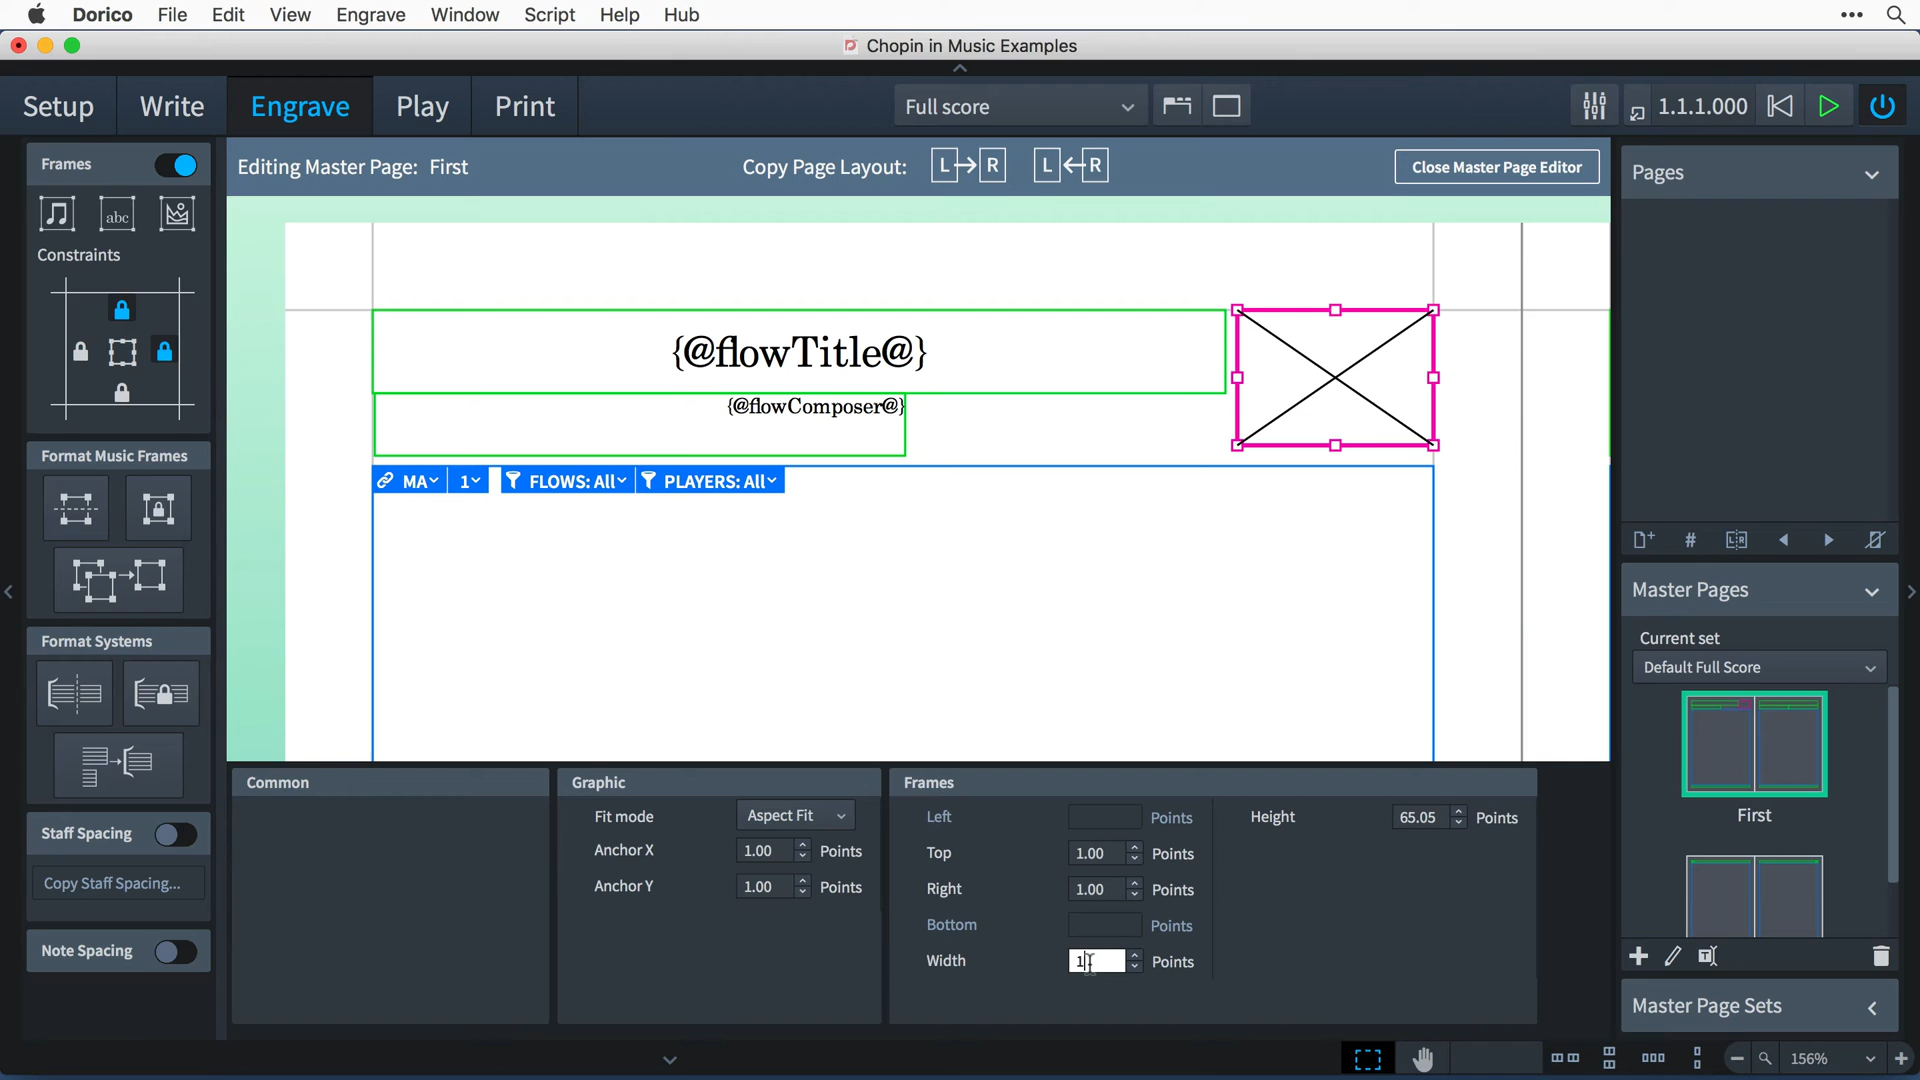 Dorico File Edit View Engrave Window Script Help Hub
Chopin in Music Examples
Setup Write Engrave Play Print Full score 1.1.1.000
Frames
Editing Master Page: First Copy Page Layout: L R L R Close Master Page Editor
Pages
abc
Constraints
{@flowTitle@}
{@flowComposer@}
MA 1 FLOWS: All PLAYERS: All
Format Music Frames
Format Systems
Staff Spacing
Copy Staff Spacing...
Note Spacing
# L R
Master Pages
Current set
Default Full Score
First
Master Page Sets
Common Graphic Frames
Fit mode Aspect Fit
Anchor X 1.00 Points
Anchor Y 1.00 Points
Left Points
Top 1.00 Points
Right 1.00 Points
Bottom Points
Width 1 Points
Height 65.05 Points
156%